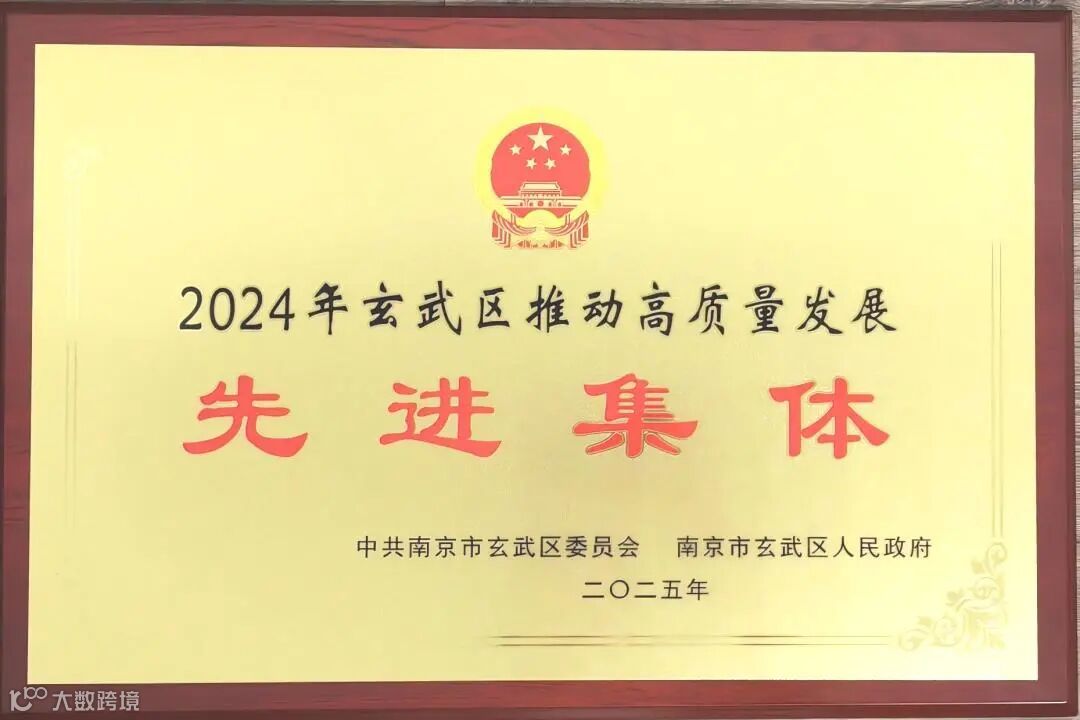 2024年玄武区推动高质量发展
先进集体
中共南京市玄武区委员会 南京市玄武区人民政府
二〇二五年
大数跨境